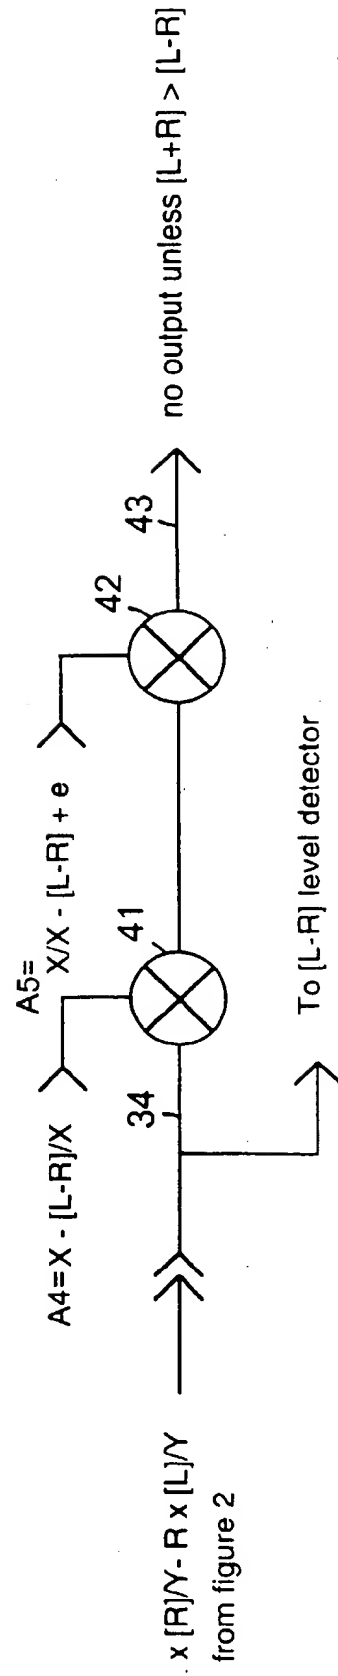 A5=
A4=X - [L-R]/X
X/X - [L-R] + e
34
41
42
43
no output unless [L+R] > [L-R]
x [R]/Y- R x [L]/Y
from figure 2
To [L-R] level detector